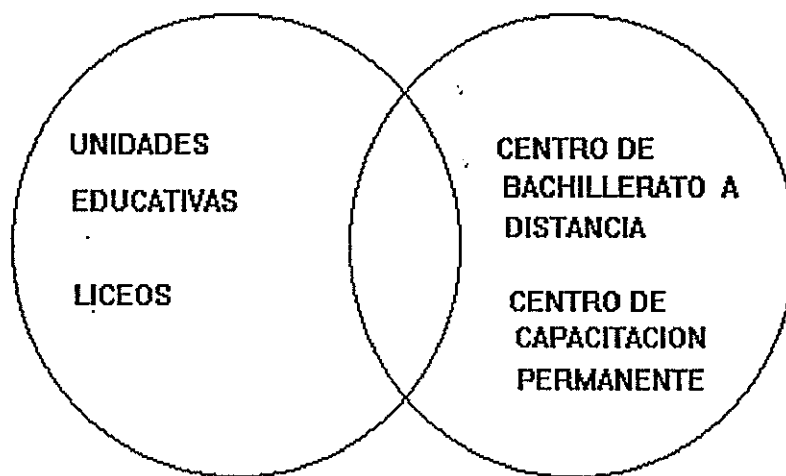 UNIDADES
EDUCATIVAS
LICEOS
CENTRO DE
BACHILLERATO A
DISTANCIA
CENTRO DE
CAPACITACION
PERMANENTE